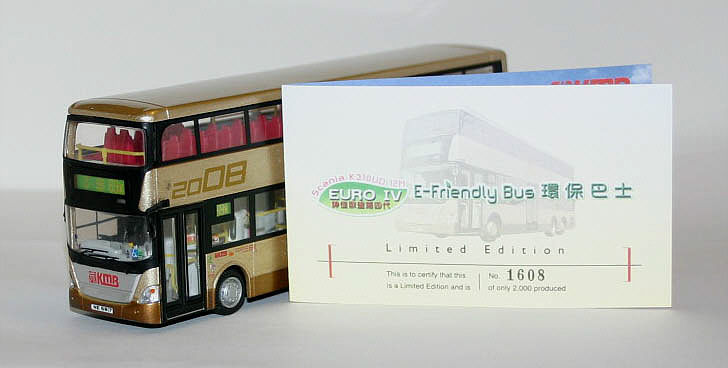 KMB
2008
KMB
Scania K310UD 12M
EURO IV
E-Friendly Bus 環保巴士
Limited Edition
This is to certify that this
is a Limited Edition and is
No. 1608
of only 2,000 produced